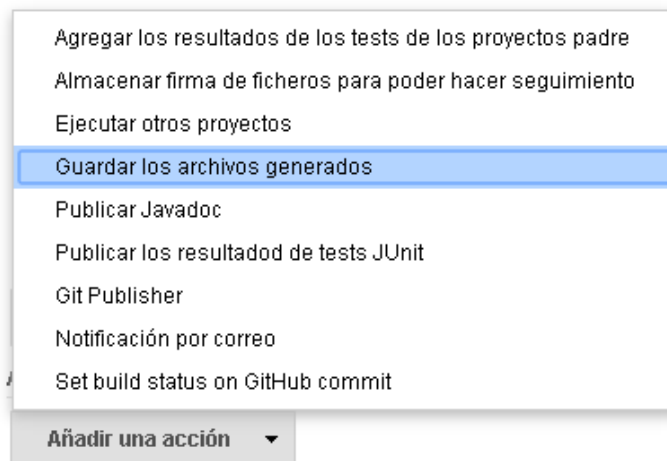 Agregar los resultados de los tests de los proyectos padre
Almacenar firma de ficheros para poder hacer seguimiento
Ejecutar otros proyectos
Guardar los archivos generados
Publicar Javadoc
Publicar los resultadod de tests JUnit
Git Publisher
Notificación por correo
Set build status on GitHub commit
Añadir una acción